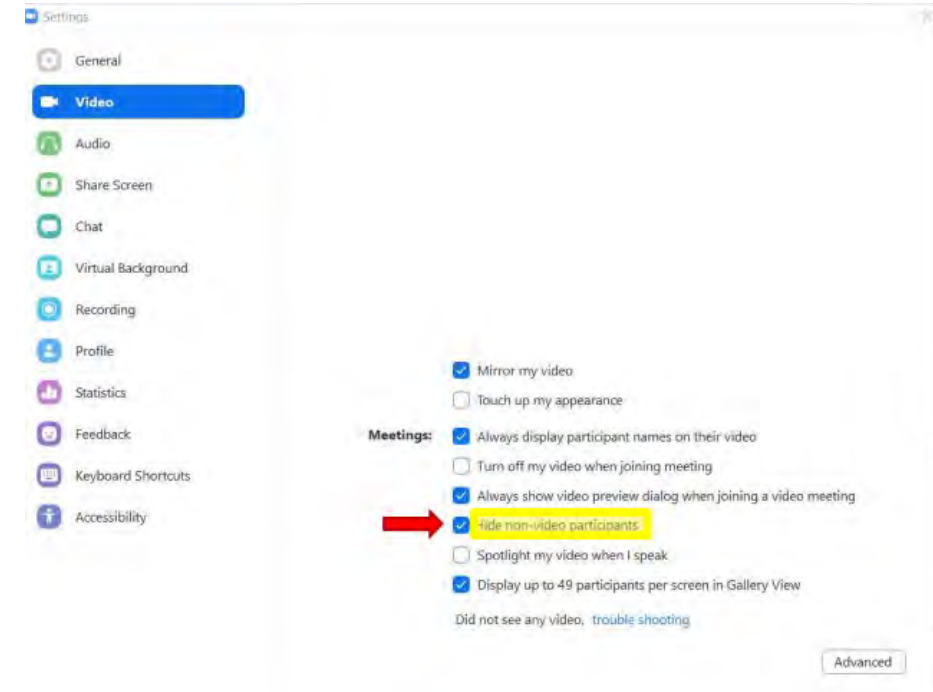 Settings
General
Video
Audio
Share Screen
Chat
Virtual Background
Recording
Profile
Statistics
Feedback
Keyboard Shortcuts
Accessibility
Mirror my video
Touch up my appearance
Meetings: Always display participant names on their video
Turn off my video when joining meeting
Always show video preview dialog when joining a video meeting
Hide non-video participants
Spotlight my video when I speak
Display up to 49 participants per screen in Gallery View
Did not see any video, trouble shooting
Advanced